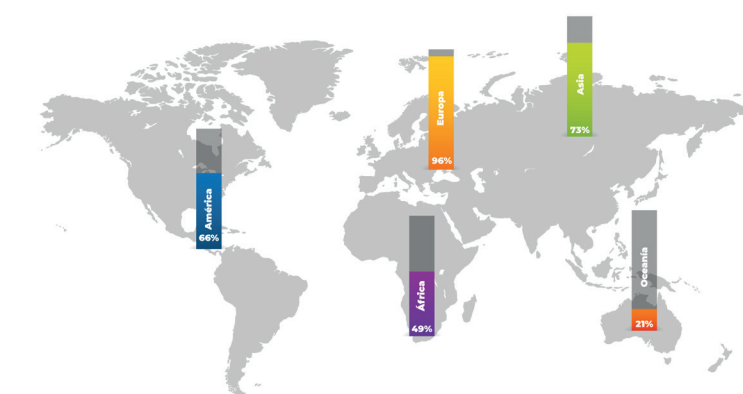 Asia
73%
Europa
96%
América
66%
África
49%
Oceanía
21%